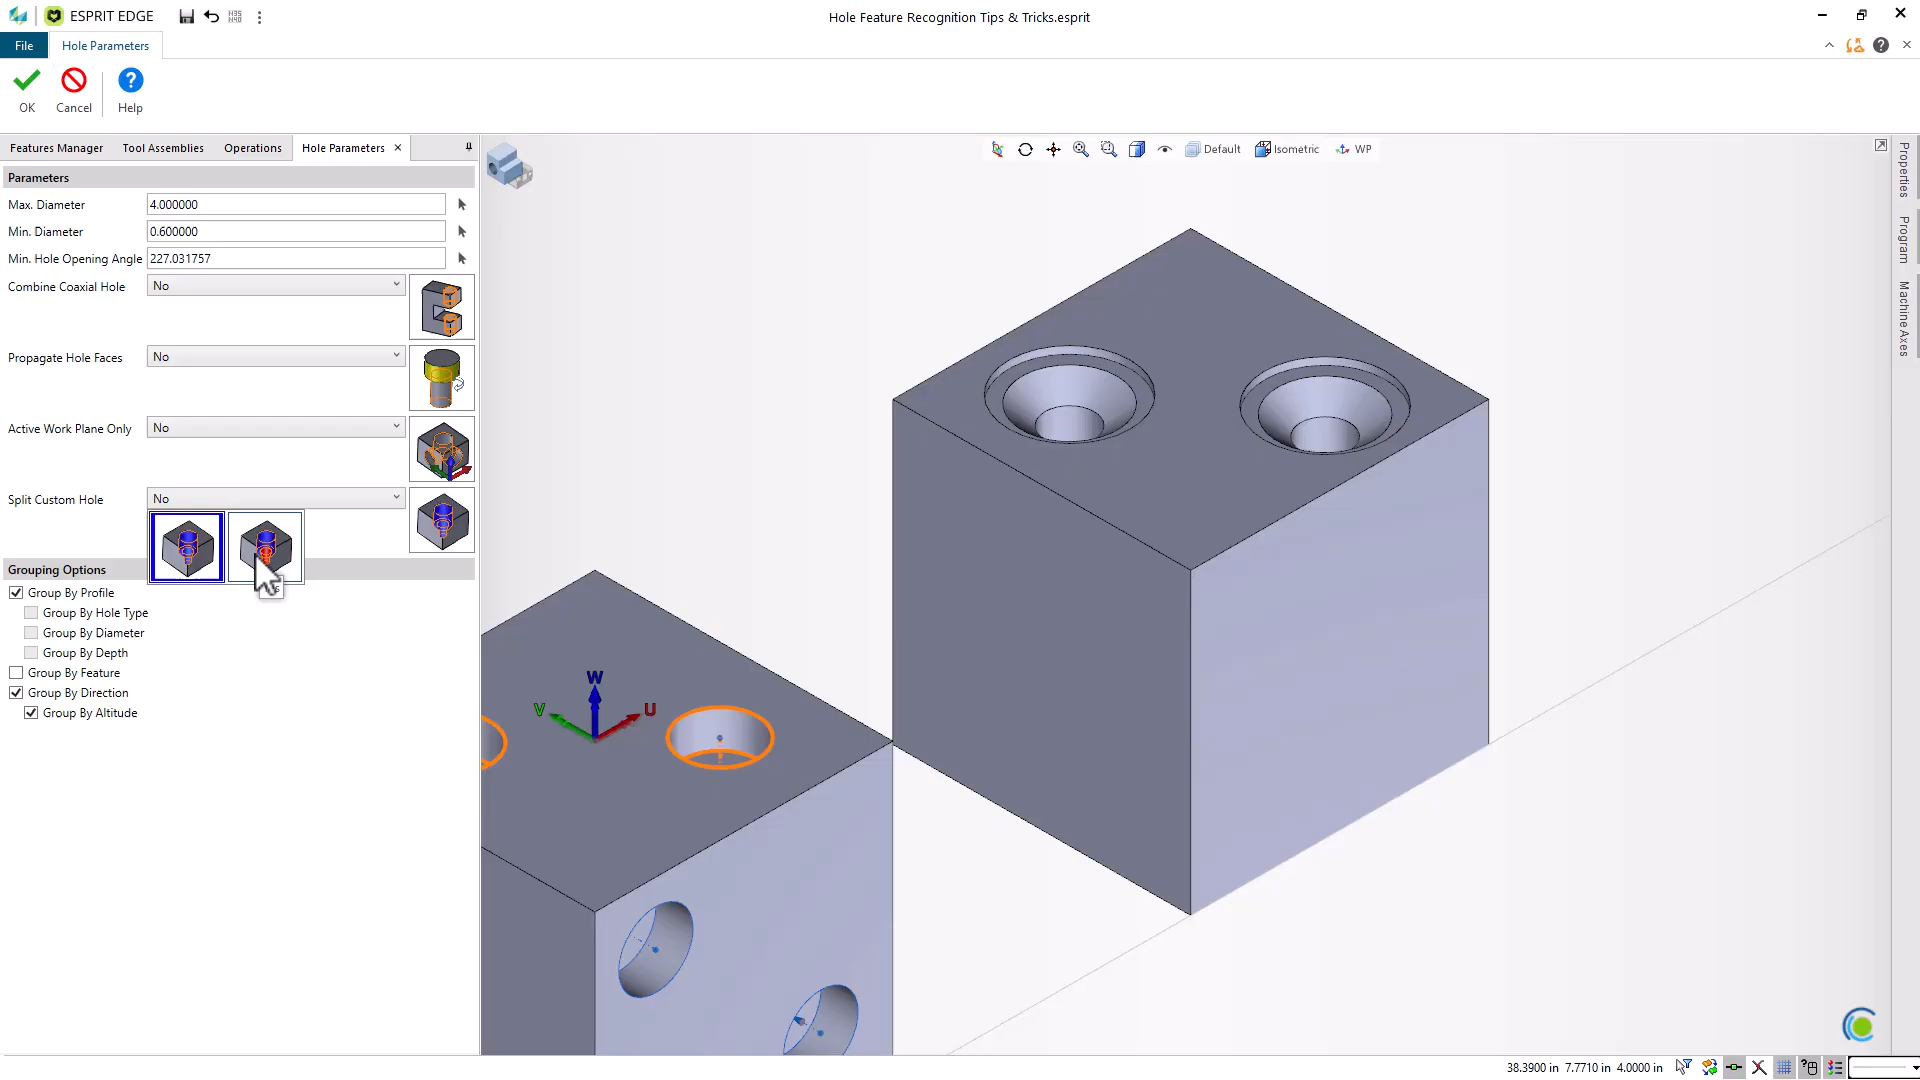 ESPRIT EDGE
Hole Feature Recognition Tips & Tricks.esprit
File
Hole Parameters
OK
Cancel
Help
Features Manager
Tool Assemblies
Operations
Hole Parameters
Default
Isometric
WP
Parameters
Max. Diameter
4.000000
Min. Diameter
0.600000
Min. Hole Opening Angle
227.031757
Combine Coaxial Hole
No
Propagate Hole Faces
No
Active Work Plane Only
No
Split Custom Hole
No
Grouping Options
Group By Profile
Group By Hole Type
Group By Diameter
Group By Depth
Group By Feature
Group By Direction
Group By Altitude
W
V
U
Properties
Program
Machine Axes
38.3900 in 7.7710 in 4.0000 in